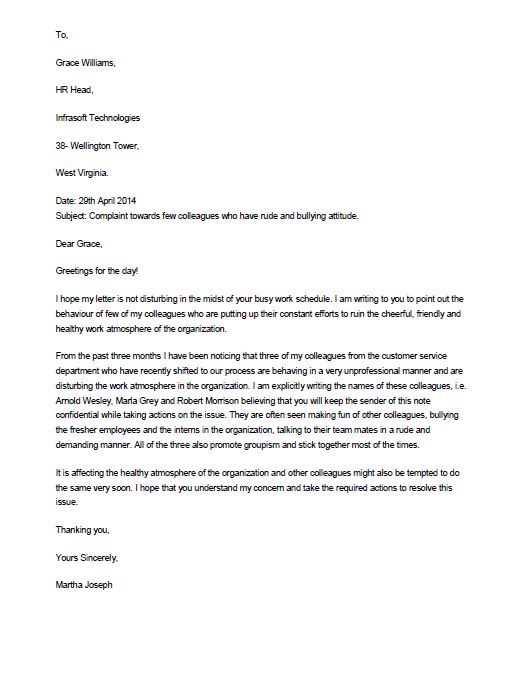 To,
Grace Williams,
HR Head,
Infrasoft Technologies
38- Wellington Tower,
West Virginia.
Date: 29th April 2014
Subject: Complaint towards few colleagues who have rude and bullying attitude.
Dear Grace,
Greetings for the day!
I hope my letter is not disturbing in the midst of your busy work schedule. I am writing to you to point out the
behaviour of few of my colleagues who are putting up their constant efforts to ruin the cheerful, friendly and
healthy work atmosphere of the organization.
From the past three months I have been noticing that three of my colleagues from the customer service
department who have recently shifted to our process are behaving in a very unprofessional manner and are
disturbing the work atmosphere in the organization. I am explicitly writing the names of these colleagues, i.e.
Arnold Wesley, Marla Grey and Robert Morrison believing that you will keep the sender of this note
confidential while taking actions on the issue. They are often seen making fun of other colleagues, bullying
the fresher employees and the interns in the organization, talking to their team mates in a rude and
demanding manner. All of the three also promote groupism and stick together most of the times.
It is affecting the healthy atmosphere of the organization and other colleagues might also be tempted to do
the same very soon. I hope that you understand my concern and take the required actions to resolve this
issue.
Thanking you,
Yours Sincerely,
Martha Joseph